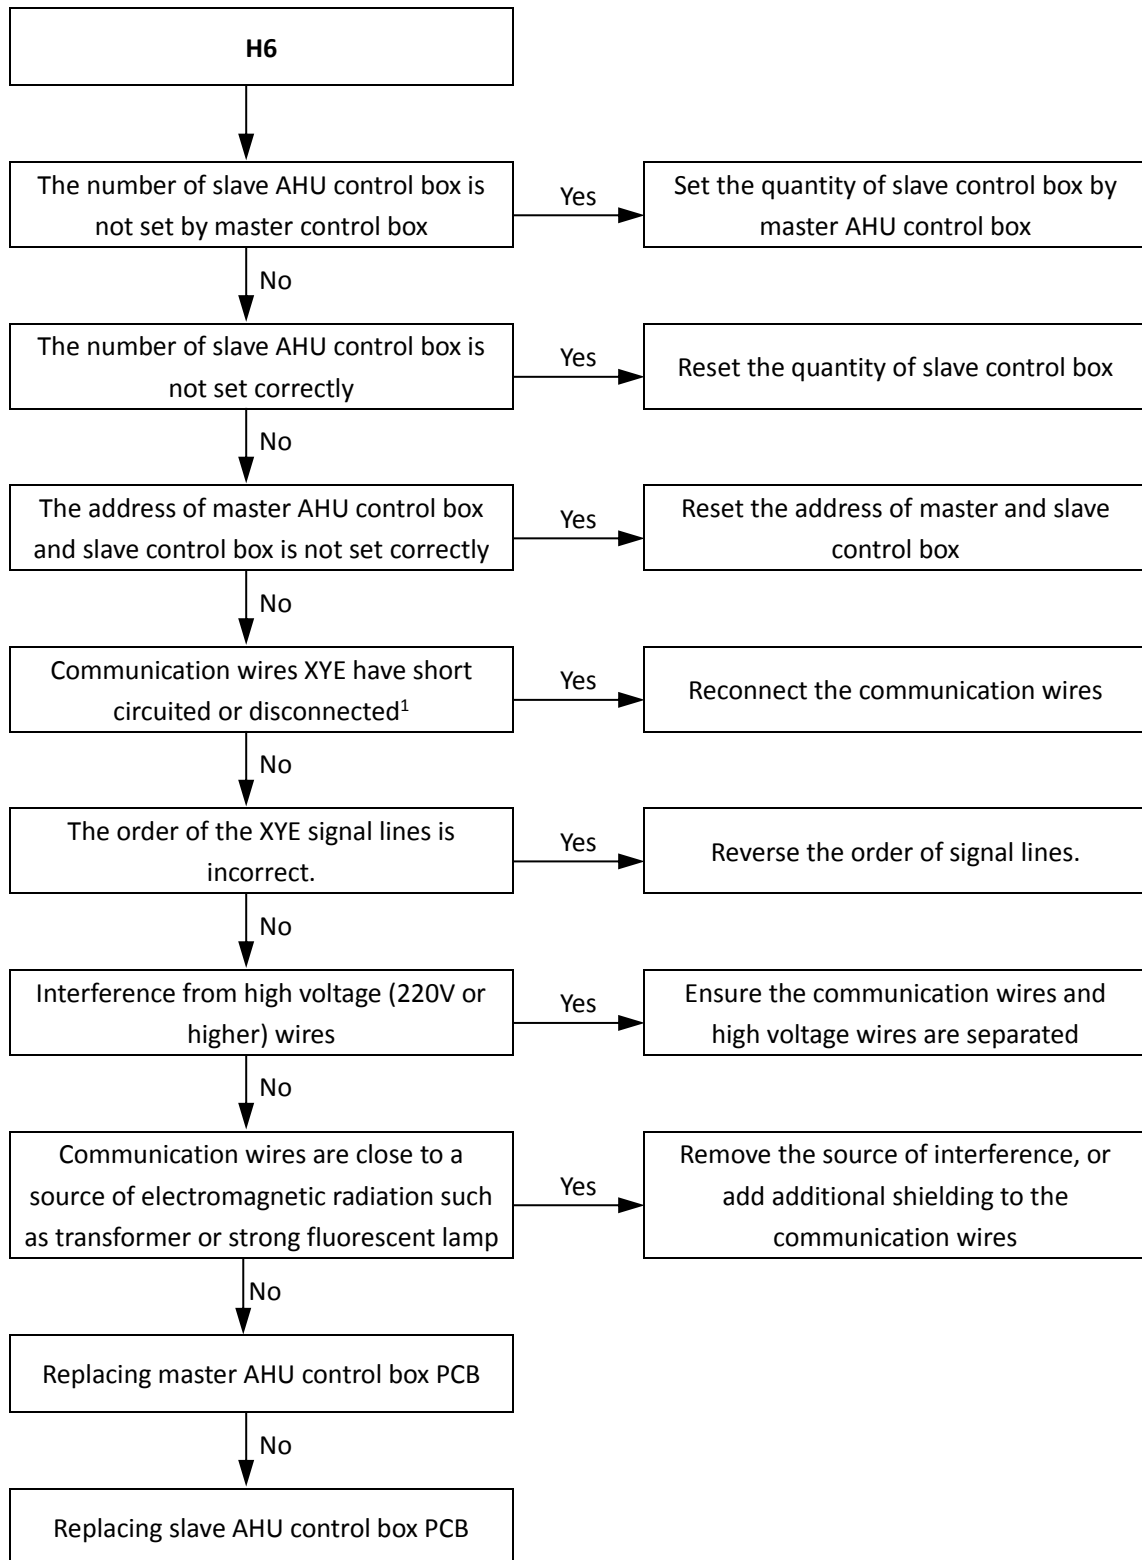 H6
The number of slave AHU control box is
not set by master control box
Yes
Set the quantity of slave control box by
master AHU control box
No
The number of slave AHU control box is
not set correctly
Yes
Reset the quantity of slave control box
No
The address of master AHU control box
and slave control box is not set correctly
Yes
Reset the address of master and slave
control box
No
Communication wires XYE have short
circuited or disconnected¹
Yes
Reconnect the communication wires
No
The order of the XYE signal lines is
incorrect.
Yes
Reverse the order of signal lines.
No
Interference from high voltage (220V or
higher) wires
Yes
Ensure the communication wires and
high voltage wires are separated
No
Communication wires are close to a
source of electromagnetic radiation such
as transformer or strong fluorescent lamp
Yes
Remove the source of interference, or
add additional shielding to the
communication wires
No
Replacing master AHU control box PCB
No
Replacing slave AHU control box PCB